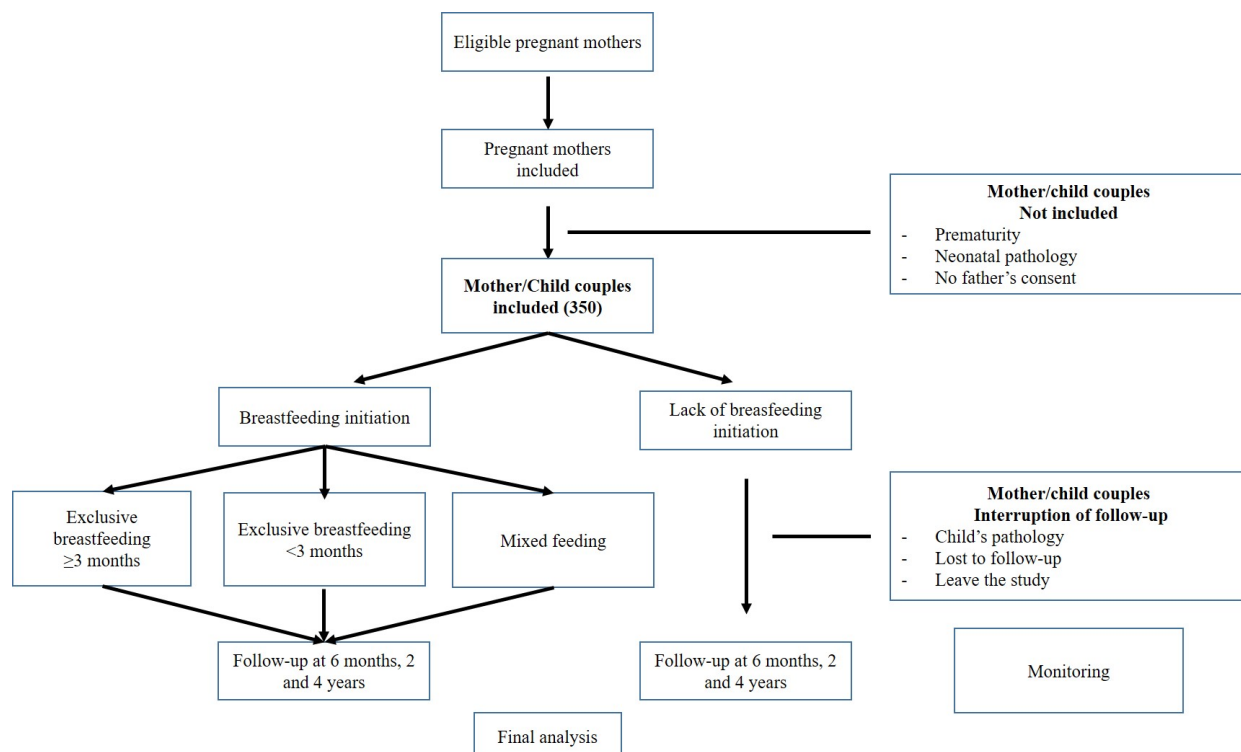 Eligible pregnant mothers
Pregnant mothers
included
Mother/child couples
Not included
- Prematurity
- Neonatal pathology
- No father's consent
Mother/Child couples
included (350)
Breastfeeding initiation
Lack of breasfeeding
initiation
Exclusive
breastfeeding
≥3 months
Exclusive breastfeeding
<3 months
Mixed feeding
Mother/child couples
Interruption of follow-up
- Child's pathology
- Lost to follow-up
- Leave the study
Follow-up at 6 months, 2
and 4 years
Follow-up at 6 months, 2
and 4 years
Monitoring
Final analysis